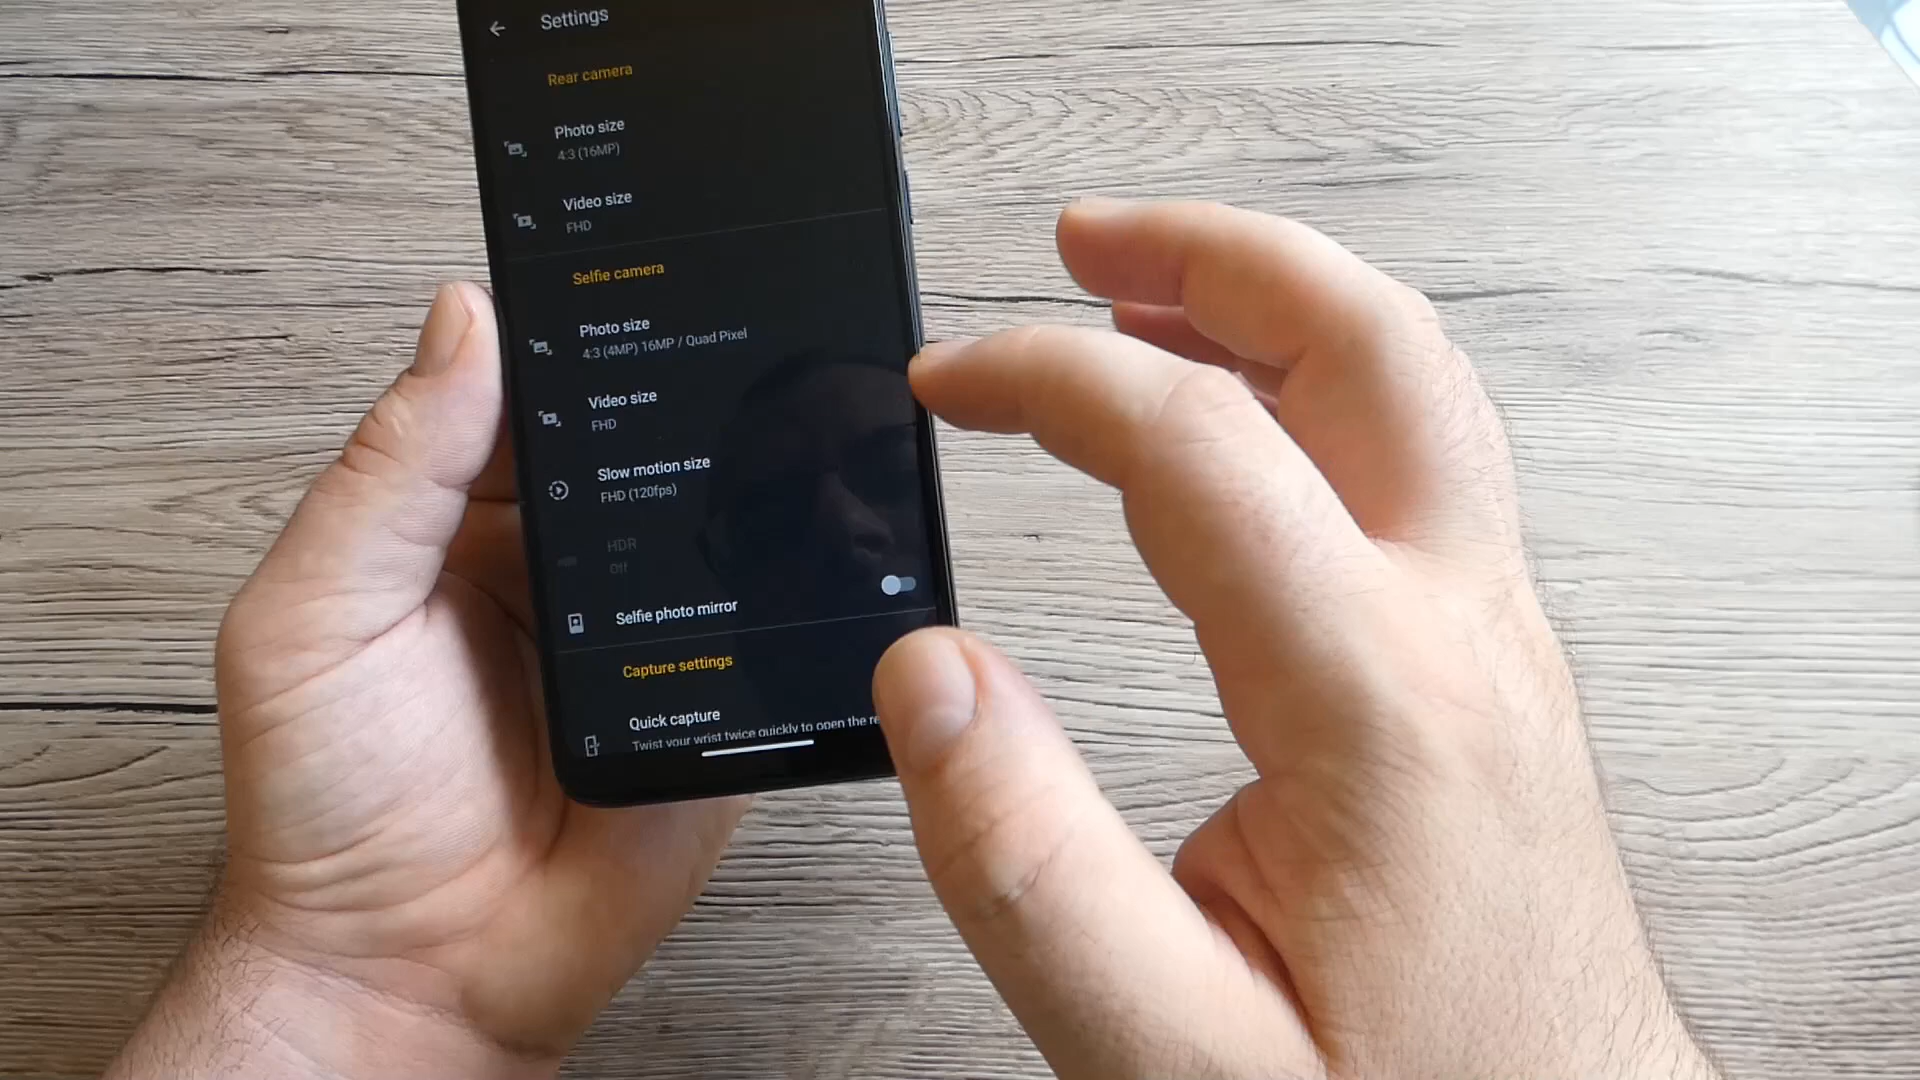 Settings
Rear camera
Photo size
4:3 (16MP)
Video size
FHD
Selfie camera
Photo size
4:3 (4MP) 16MP / Quad Pixel
Video size
FHD
Slow motion size
FHD (120fps)
HDR
Off
Selfie photo mirror
Capture settings
Quick capture
Twist your wrist twice quickly to open the re